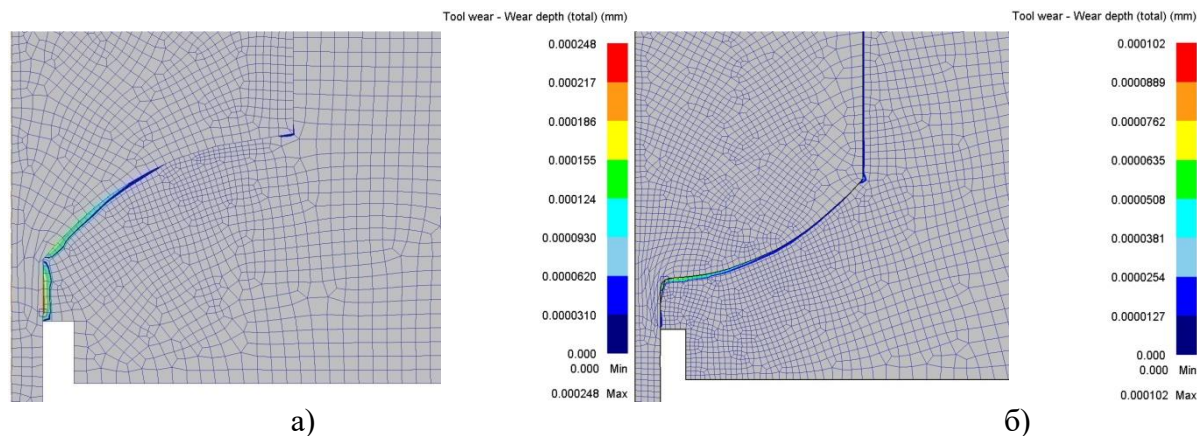 Tool wear - Wear depth (total) (mm)
0.000248
0.000217
0.000186
0.000155
0.000124
0.0000930
0.0000620
0.0000310
0.000
0.000 Min
0.000248 Max
а)
Tool wear - Wear depth (total) (mm)
0.000102
0.0000889
0.0000762
0.0000635
0.0000508
0.0000381
0.0000254
0.0000127
0.000
0.000 Min
0.000102 Max
б)